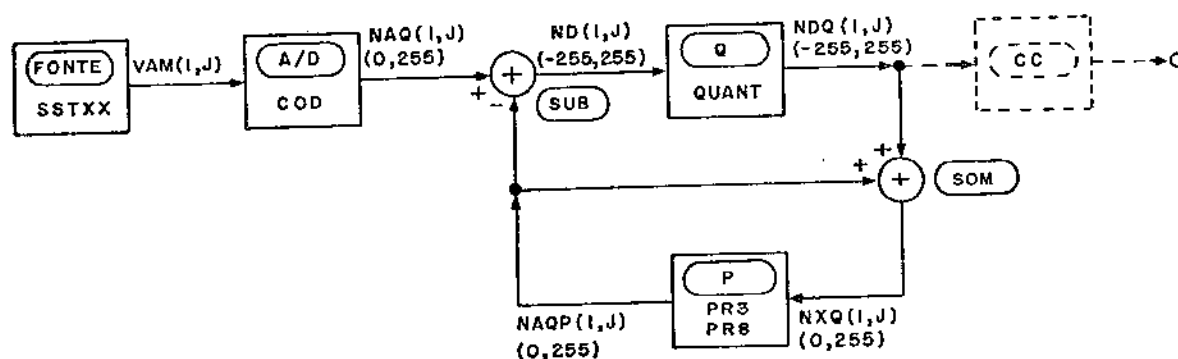 FONTE
SSTXX
VAM(I,J)
A/D
COD
NAQ(I,J)
(0,255)
+
+
−
ND(I,J)
(-255,255)
SUB
Q
QUANT
NDQ(I,J)
(-255,255)
CC
+
+
+
SOM
P
PR3
PR8
NAQP(I,J)
(0,255)
NXQ(I,J)
(0,255)